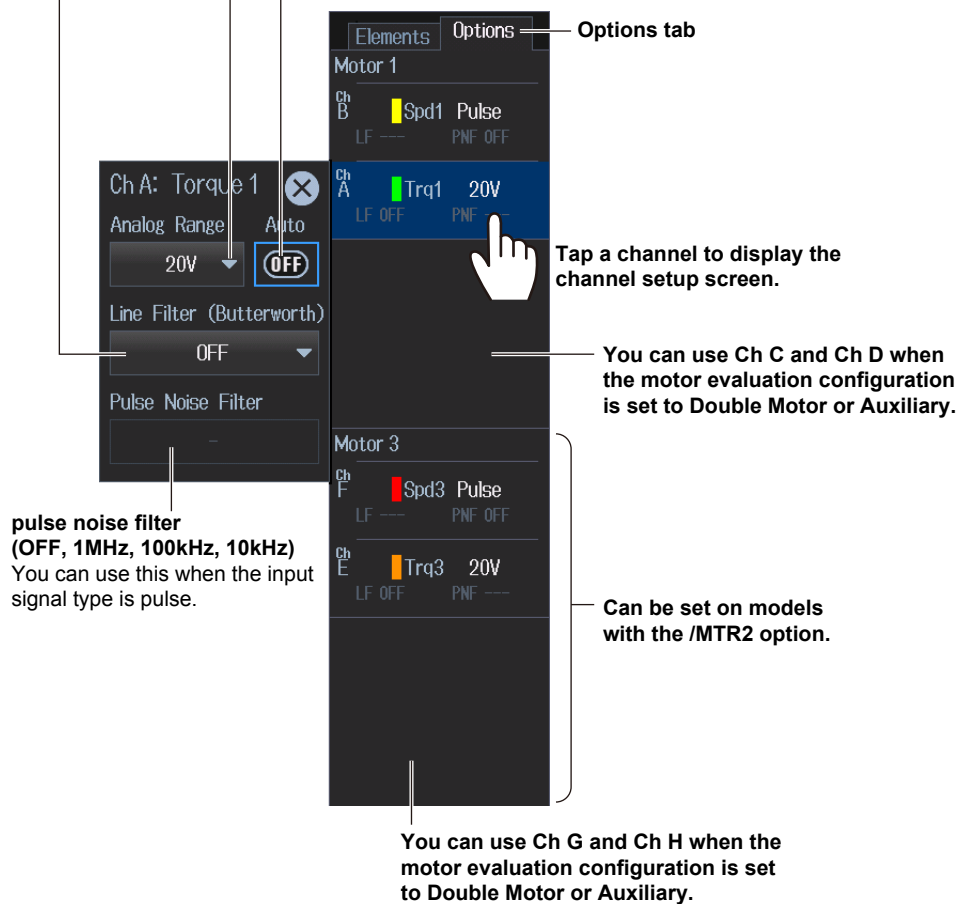 Elements Options
Options tab
Motor 1
Ch B Spd1 Pulse
LF --- PNF OFF
Ch A Trq1 20V
LF OFF PNF ---
Ch A: Torque 1
Analog Range Auto
20V OFF
Line Filter (Butterworth)
OFF
Pulse Noise Filter
-
Tap a channel to display the
channel setup screen.
You can use Ch C and Ch D when
the motor evaluation configuration
is set to Double Motor or Auxiliary.
pulse noise filter
(OFF, 1MHz, 100kHz, 10kHz)
You can use this when the input
signal type is pulse.
Motor 3
Ch F Spd3 Pulse
LF --- PNF OFF
Ch E Trq3 20V
LF OFF PNF ---
Can be set on models
with the /MTR2 option.
You can use Ch G and Ch H when the
motor evaluation configuration is set
to Double Motor or Auxiliary.